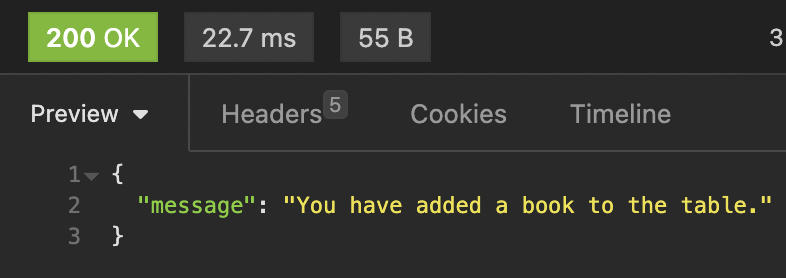 200 OK 22.7 ms 55 B 3
Preview Headers 5 Cookies Timeline
1 {
2 "message": "You have added a book to the table."
3 }